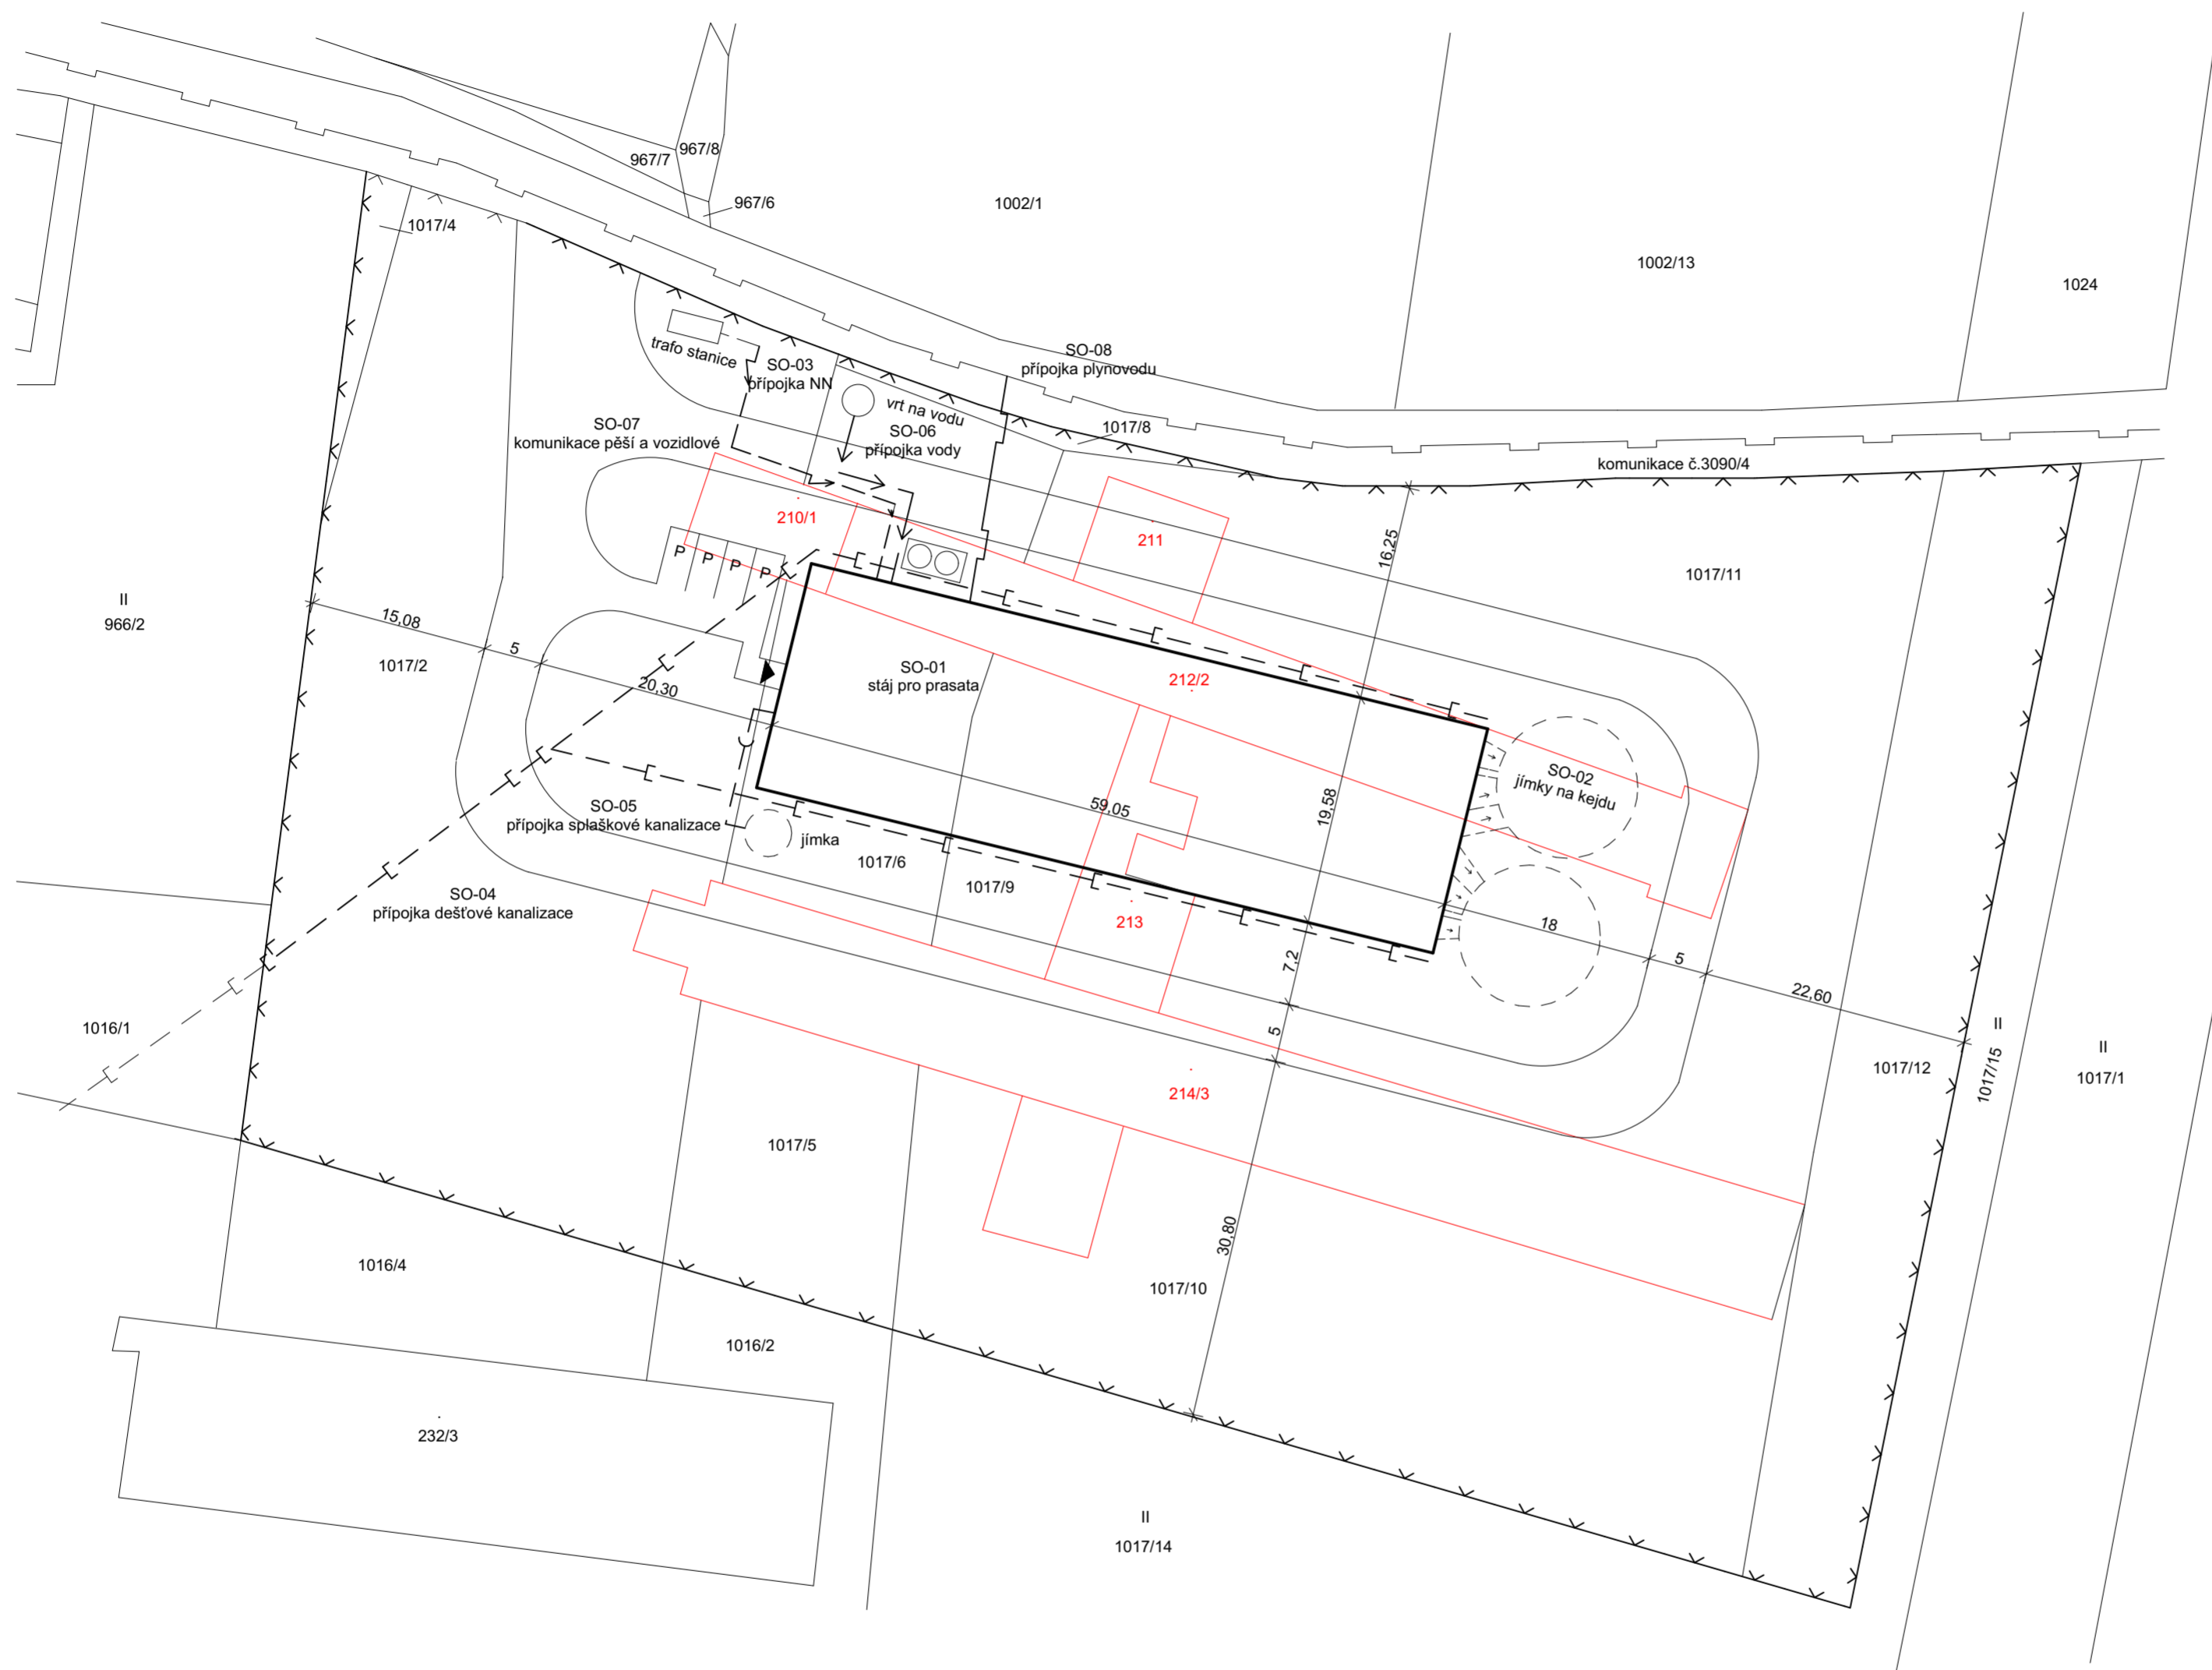 967/7
967/8
967/6
1002/1
1017/4
1002/13
1024
trafo stanice
SO-03
přípojka NN
SO-08
přípojka plynovodu
vrt na vodu
SO-06
přípojka vody
1017/8
SO-07
komunikace pěší a vozidlové
komunikace č.3090/4
210/1
211
16,25
1017/11
P
P
P
P
II
966/2
15,08
5
1017/2
20,30
SO-01
stáj pro prasata
212/2
SO-02
jímky na kejdu
59,05
19,58
SO-05
přípojka splaškové kanalizace
jímka
1017/6
1017/9
SO-04
přípojka dešťové kanalizace
213
18
5
7,2
22,60
5
1016/1
II
1017/15
II
1017/1
1017/12
214/3
1017/5
30,80
1016/4
1017/10
1016/2
232/3
II
1017/14